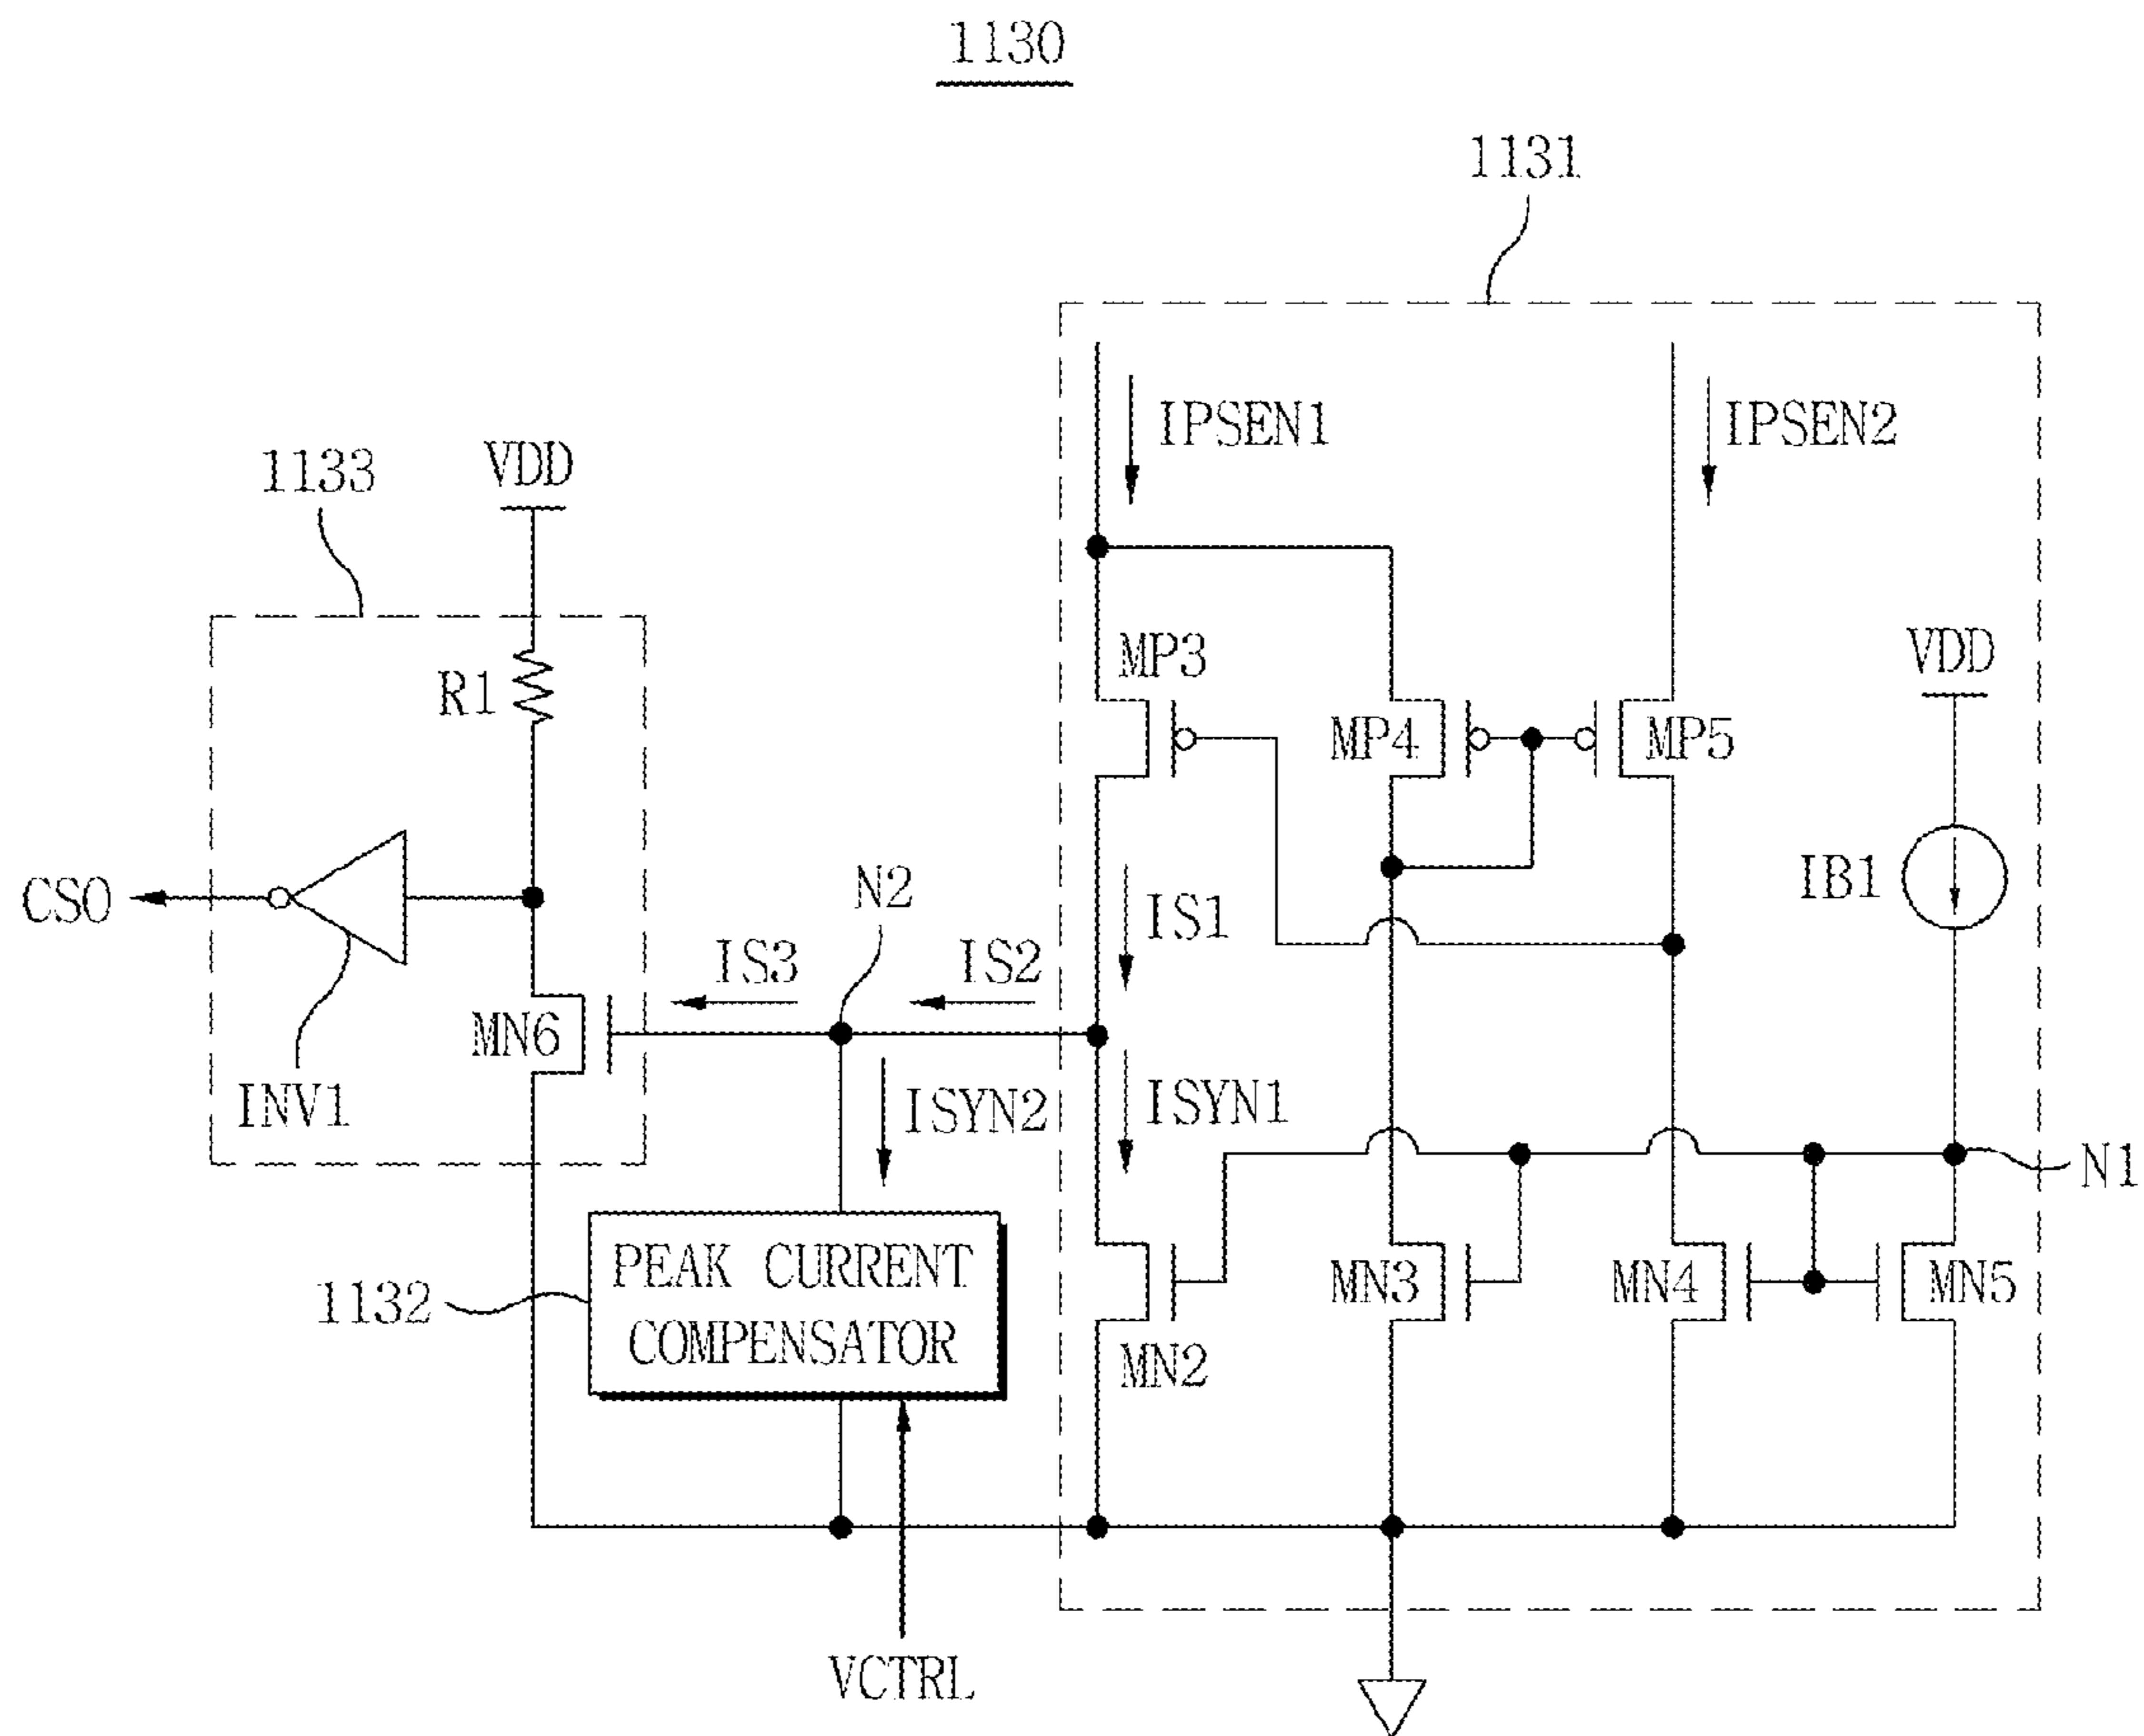 1130
1131
IPSEN1
IPSEN2
1133
VDD
MP3
VDD
R1
MP4
MP5
CSO
N2
IS1
IB1
IS3
IS2
MN6
INV1
ISYN2
ISYN1
N1
PEAK CURRENT
COMPENSATOR
1132
MN3
MN4
MN5
MN2
VCTRL